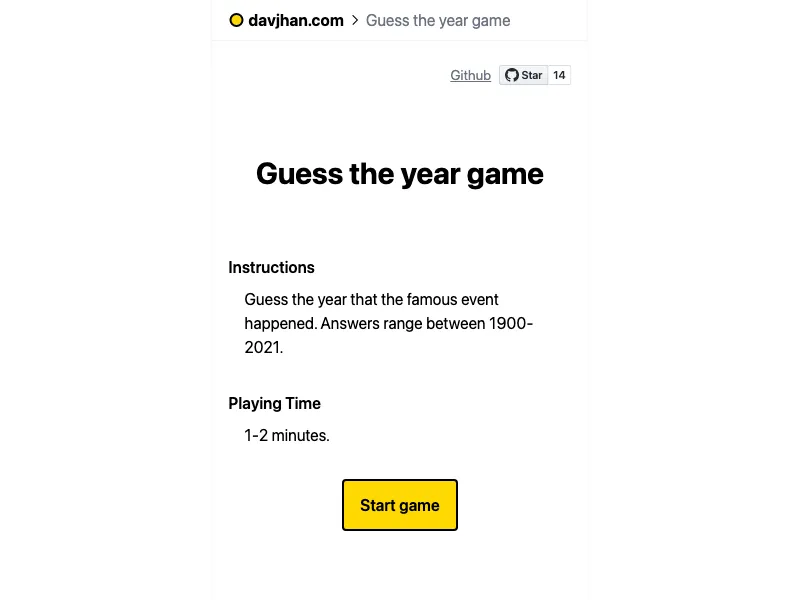 davjhan.com > Guess the year game
Github Star 14
Guess the year game
Instructions
Guess the year that the famous event
happened. Answers range between 1900-
2021.
Playing Time
1-2 minutes.
Start game